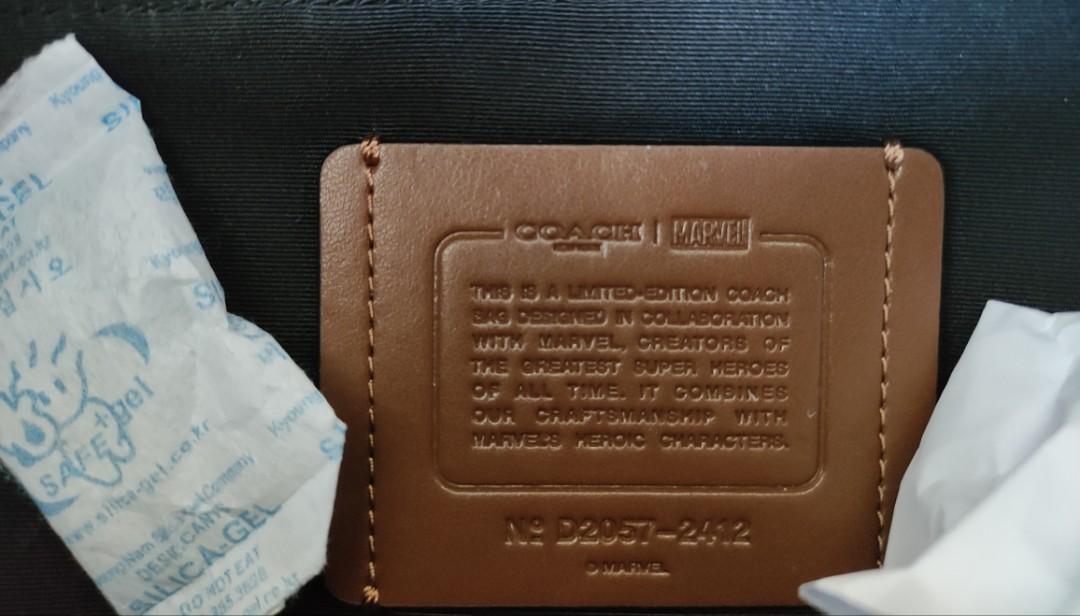 COACH | MARVEL
THIS IS A LIMITED-EDITION COACH
BAG DESIGNED IN COLLABORATION
WITH MARVEL, CREATORS OF
THE GREATEST SUPER HEROES
OF ALL TIME. IT COMBINES
OUR CRAFTSMANSHIP WITH
MARVEL'S HEROIC CHARACTERS.
Nº D2057-2412
© MARVEL
SAFE gel
www.silica-gel.co.kr
Company
SILICA-GEL
DO NOT EAT